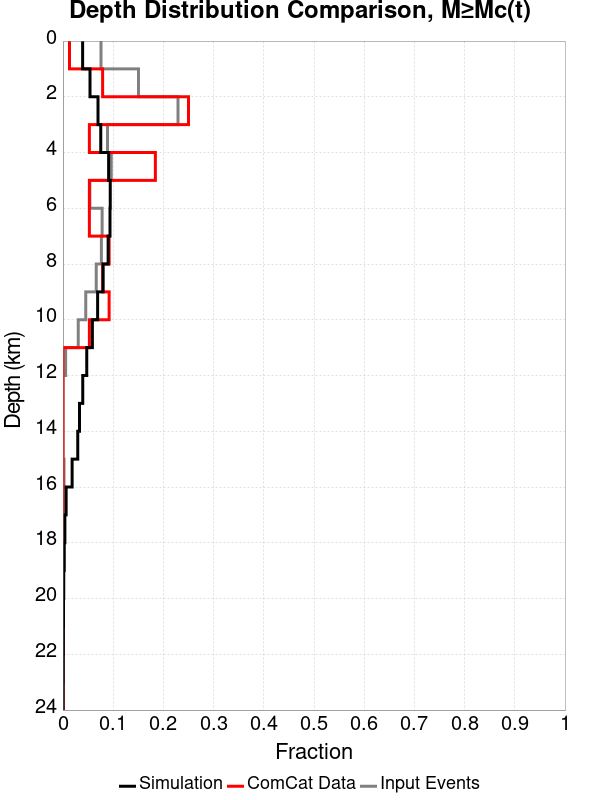 Depth Distribution Comparison, M≥Mc(t)
0
2
4
6
8
10
12
14
16
18
20
22
24
Depth (km)
0 0.1 0.2 0.3 0.4 0.5 0.6 0.7 0.8 0.9 1
Fraction
Simulation ComCat Data Input Events